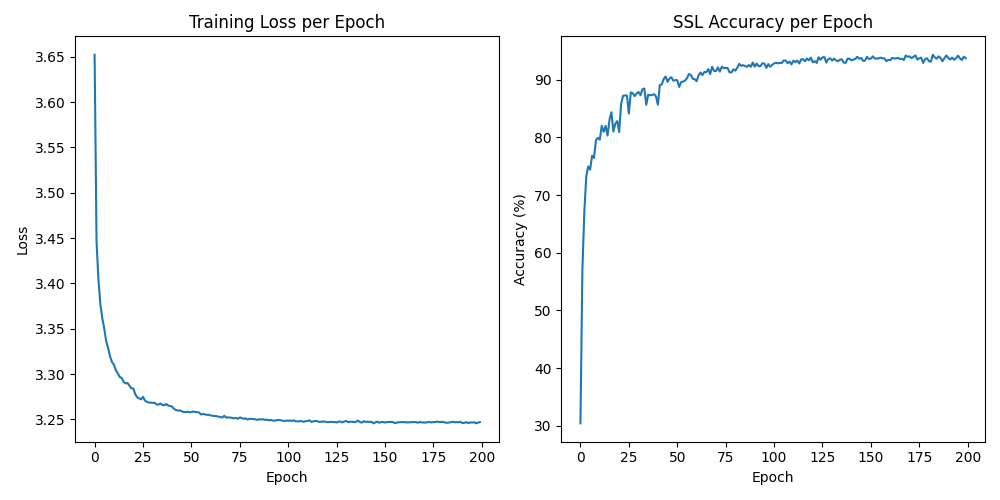 Training Loss per Epoch
3.65
3.60
3.55
3.50
3.45
3.40
3.35
3.30
3.25
Loss
0 25 50 75 100 125 150 175 200
Epoch
SSL Accuracy per Epoch
90
80
70
60
50
40
30
Accuracy (%)
0 25 50 75 100 125 150 175 200
Epoch